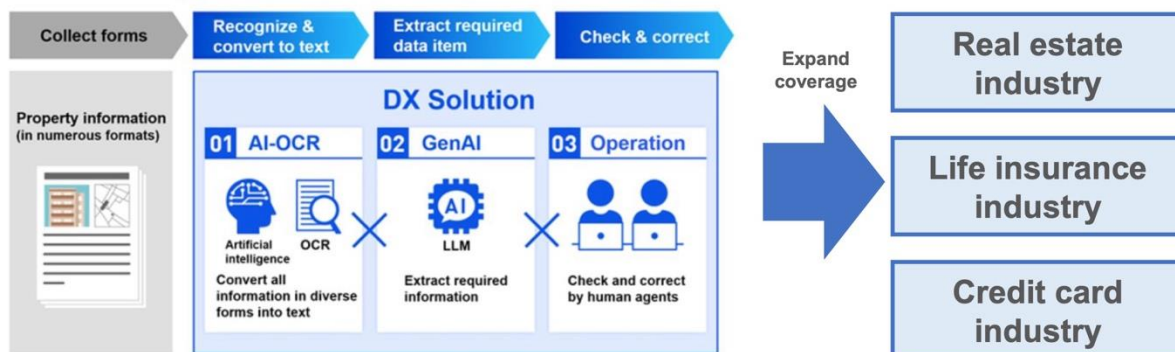 Collect forms
Recognize &
convert to text
Extract required
data item
Check & correct
Property information
(in numerous formats)
DX Solution
01 AI-OCR
Artificial
intelligence
OCR
Convert all
information in diverse
forms into text
02 GenAI
AI
LLM
Extract required
information
03 Operation
Check and correct
by human agents
Expand
coverage
Real estate
industry
Life insurance
industry
Credit card
industry